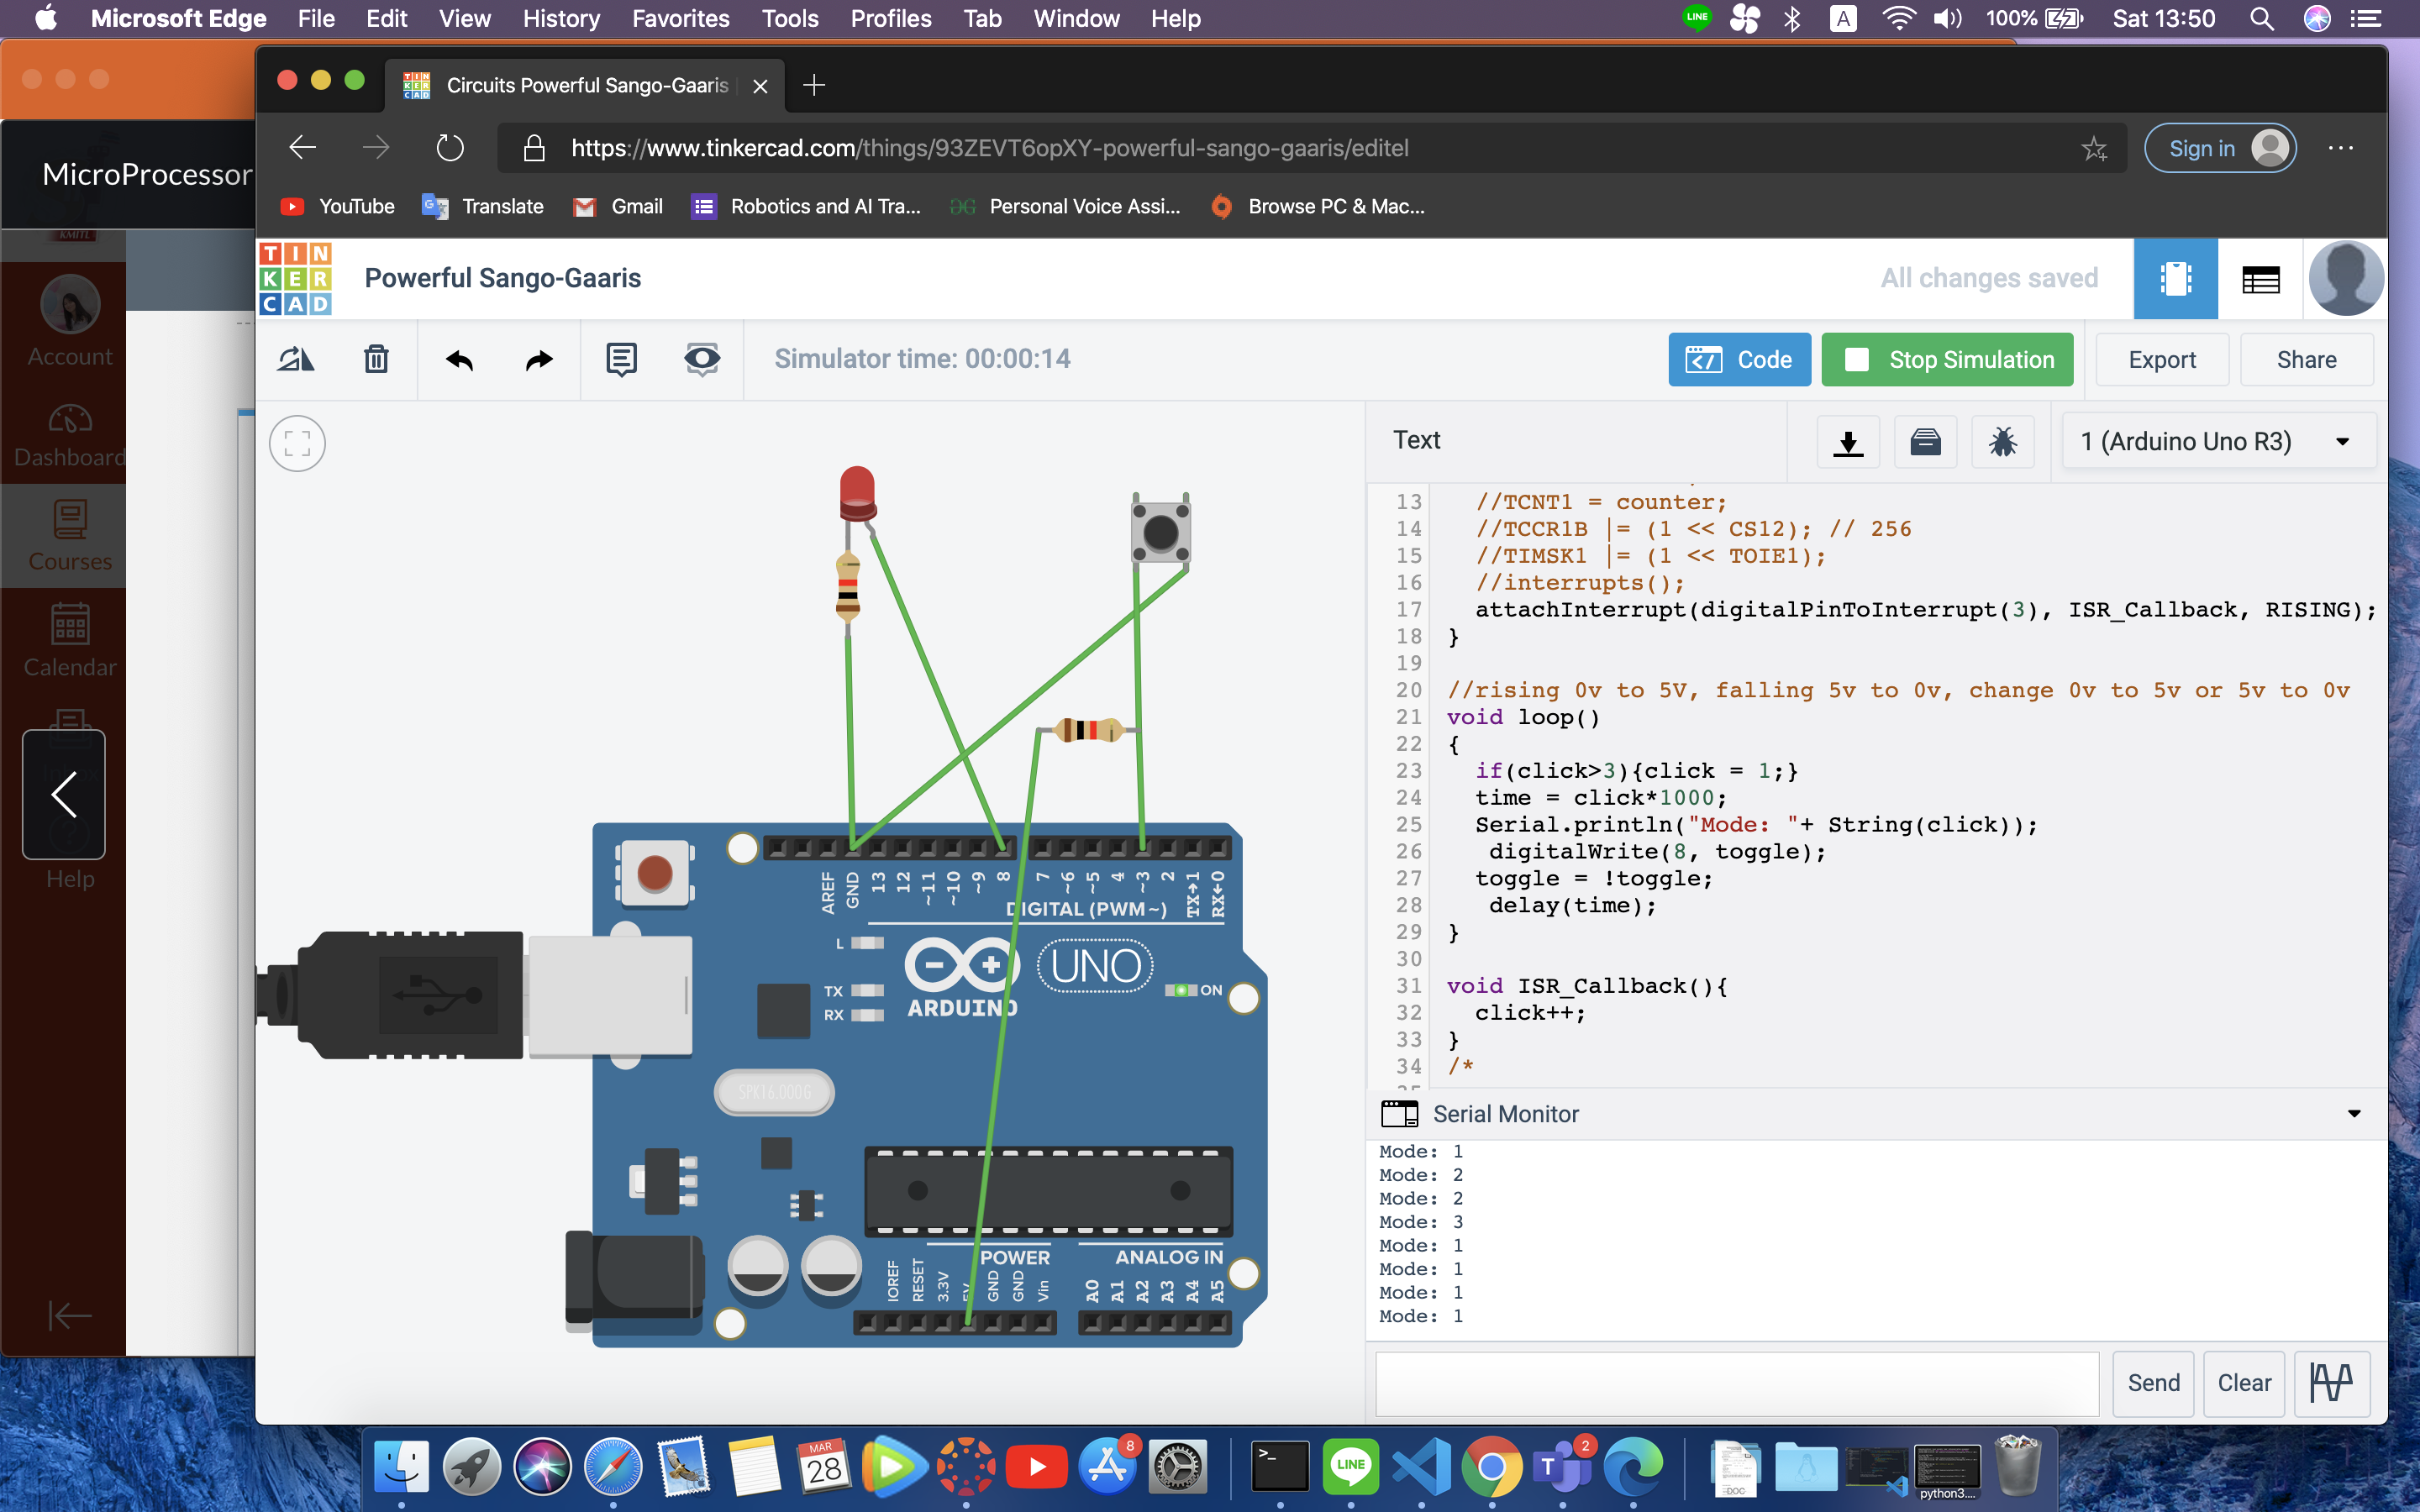 Microsoft Edge File Edit View History Favorites Tools Profiles Tab Window Help LINE A 100% Sat 13:50
Circuits Powerful Sango-Gaaris
https://www.tinkercad.com/things/93ZEVT6opXY-powerful-sango-gaaris/editel
Sign in
MicroProcessor
YouTube Translate Gmail Robotics and AI Tra... Personal Voice Assi... Browse PC & Mac...
KMITL
TIN
KER
CAD
Powerful Sango-Gaaris
All changes saved
Account
Dashboard
Courses
Calendar
Help
Simulator time: 00:00:14
Code
Stop Simulation
Export
Share
Text
1 (Arduino Uno R3)
13 //TCNT1 = counter;
14 //TCCR1B |= (1 << CS12); // 256
15 //TIMSK1 |= (1 << TOIE1);
16 //interrupts();
17 attachInterrupt(digitalPinToInterrupt(3), ISR_Callback, RISING);
18 }
19
20 //rising 0v to 5V, falling 5v to 0v, change 0v to 5v or 5v to 0v
21 void loop()
22 {
23 if(click>3){click = 1;}
24 time = click*1000;
25 Serial.println("Mode: "+ String(click));
26 digitalWrite(8, toggle);
27 toggle = !toggle;
28 delay(time);
29 }
30
31 void ISR_Callback(){
32 click++;
33 }
34 /*
AREF GND 13 12 ~11 ~10 ~9 8 7 ~6 ~5 4 ~3 2 TX→1 RX←0
DIGITAL (PWM~)
L
TX
RX
ARDUINO
UNO
ON
SPK16.000G
POWER
ANALOG IN
IOREF RESET 3.3V 5V GND GND Vin A0 A1 A2 A3 A4 A5
Serial Monitor
Mode: 1
Mode: 2
Mode: 2
Mode: 3
Mode: 1
Mode: 1
Mode: 1
Mode: 1
Send
Clear
MAR
28
8
LINE
T
2
DOC
python3....